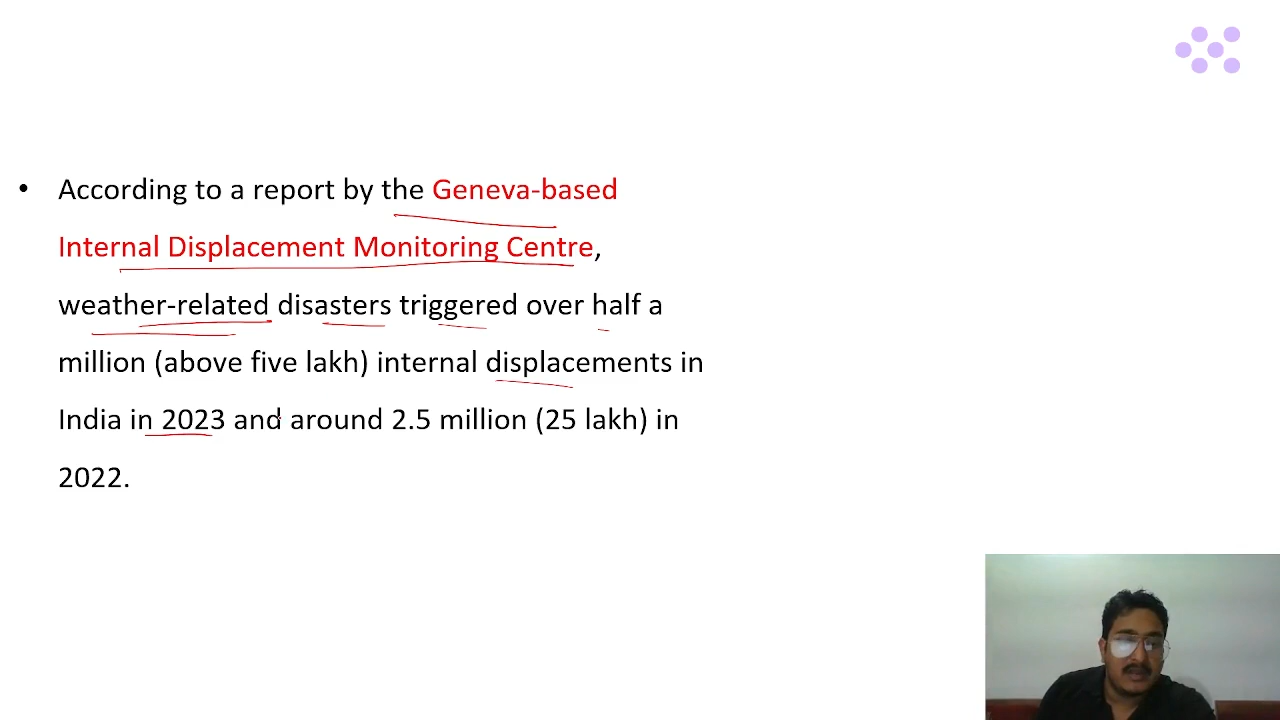 • According to a report by the Geneva-based
Internal Displacement Monitoring Centre,
weather-related disasters triggered over half a
million (above five lakh) internal displacements in
India in 2023 and around 2.5 million (25 lakh) in
2022.